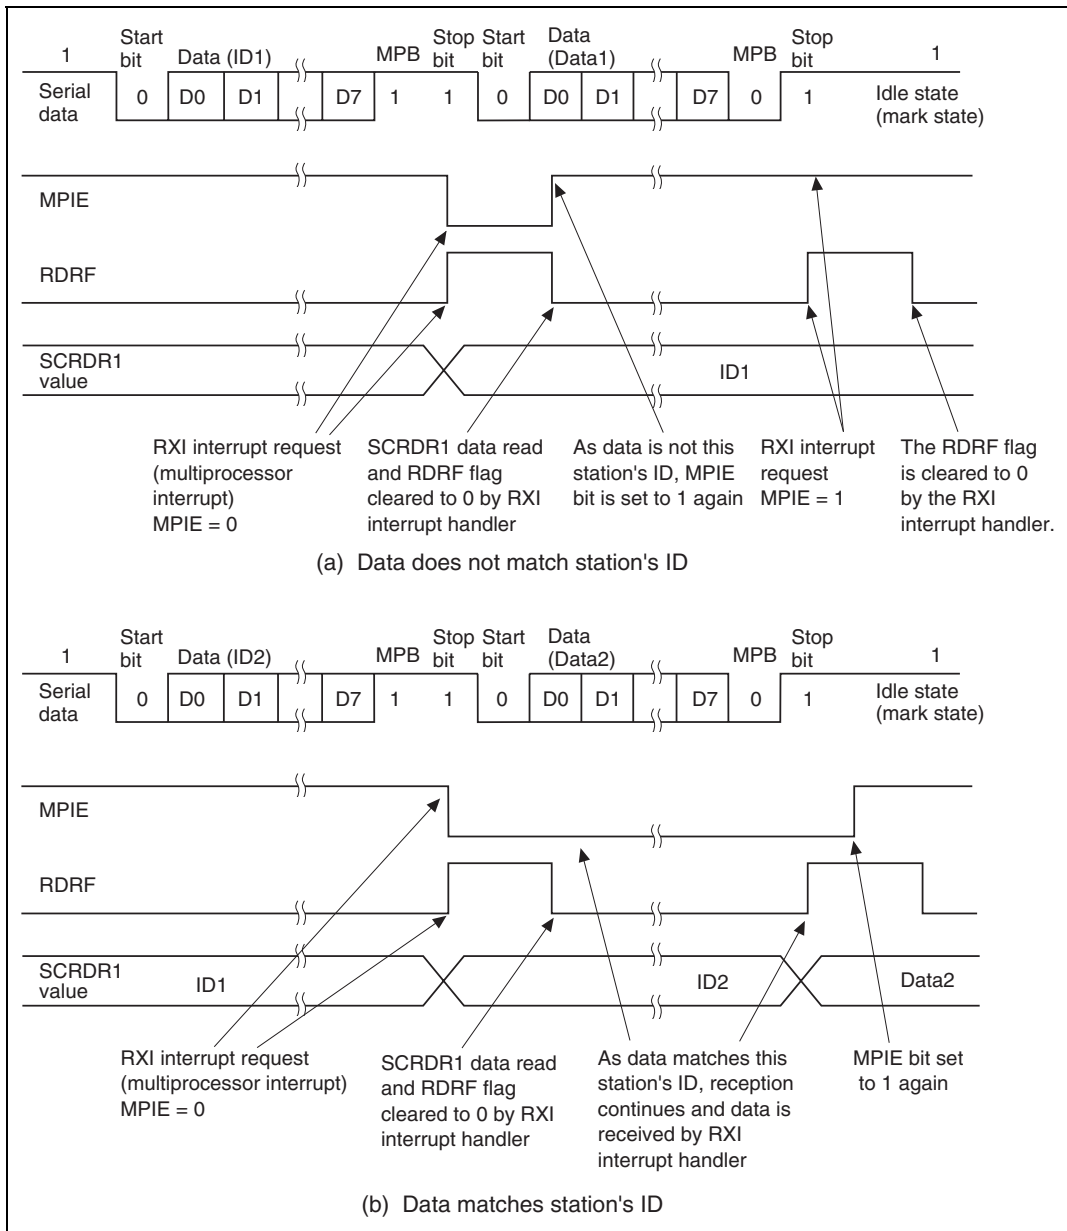 Start bit Data (ID1) MPB Stop bit Start bit Data (Data1) MPB Stop bit
1 1
Serial data 0 D0 D1 D7 1 1 0 D0 D1 D7 0 1 Idle state (mark state)
MPIE
RDRF
SCRDR1 value
ID1
RXI interrupt request
(multiprocessor
interrupt)
MPIE = 0
SCRDR1 data read
and RDRF flag
cleared to 0 by RXI
interrupt handler
As data is not this
station's ID, MPIE
bit is set to 1 again
RXI interrupt
request
MPIE = 1
The RDRF flag
is cleared to 0
by the RXI
interrupt handler.
(a) Data does not match station's ID
Start bit Data (ID2) MPB Stop bit Start bit Data (Data2) MPB Stop bit
1 1
Serial data 0 D0 D1 D7 1 1 0 D0 D1 D7 0 1 Idle state (mark state)
MPIE
RDRF
SCRDR1 value
ID1 ID2 Data2
RXI interrupt request
(multiprocessor interrupt)
MPIE = 0
SCRDR1 data read
and RDRF flag
cleared to 0 by RXI
interrupt handler
As data matches this
station's ID, reception
continues and data is
received by RXI
interrupt handler
MPIE bit set
to 1 again
(b) Data matches station's ID